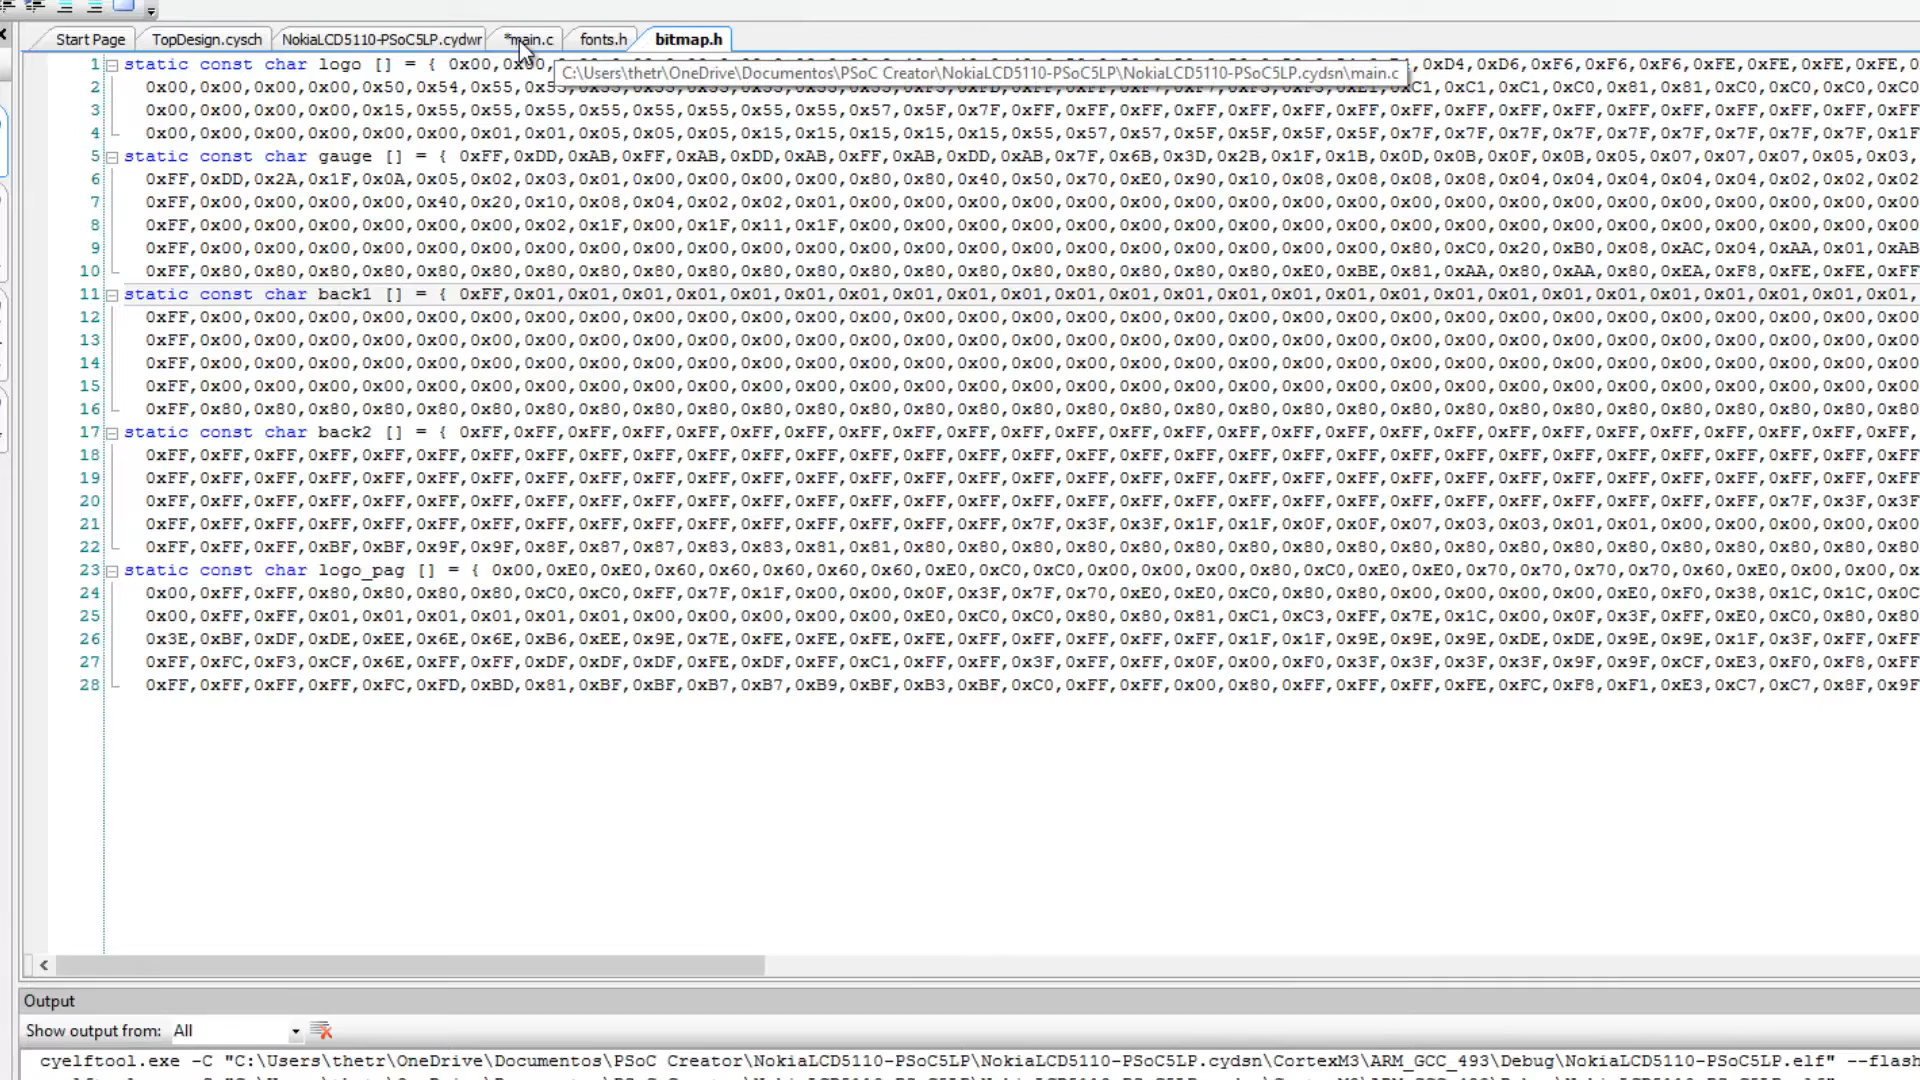 Start Page TopDesign.cysch NokiaLCD5110-PSoC5LP.cydwr *main.c fonts.h bitmap.h
C:\Users\thetr\OneDrive\Documentos\PSoC Creator\NokiaLCD5110-PSoC5LP\NokiaLCD5110-PSoC5LP.cydsn\main.c
1 static const char logo [] = { 0x00,0x00, 0xD4,0xD6,0xF6,0xF6,0xF6,0xFE,0xFE,0xFE,0xFE,
2 0x00,0x00,0x00,0x50,0x54,0x55, 0xC1,0xC1,0xC0,0x81,0x81,0xC0,0xC0,0xC0,0xC0
3 0x00,0x00,0x00,0x00,0x15,0x55,0x55,0x55,0x55,0x55,0x55,0x55,0x55,0x57,0x5F,0x7F,0xFF,0xFF,0xFF,0xFF,0xFF,0xFF,0xFF,0xFF,0xFF,0xFF,0xFF,0xFF,0xFF,0xFF,0xFF,0xFF,0xFF
4 0x00,0x00,0x00,0x00,0x00,0x00,0x01,0x01,0x05,0x05,0x05,0x15,0x15,0x15,0x15,0x15,0x55,0x57,0x57,0x5F,0x5F,0x5F,0x5F,0x7F,0x7F,0x7F,0x7F,0x7F,0x7F,0x7F,0x7F,0x7F,0x1F
5 static const char gauge [] = { 0xFF,0xDD,0xAB,0xFF,0xAB,0xDD,0xAB,0xFF,0xAB,0xDD,0xAB,0x7F,0x6B,0x3D,0x2B,0x1F,0x1B,0x0D,0x0B,0x0F,0x0B,0x05,0x07,0x07,0x07,0x05,0x03,
6 0xFF,0xDD,0x2A,0x1F,0x0A,0x05,0x02,0x03,0x01,0x00,0x00,0x00,0x00,0x80,0x80,0x40,0x50,0x70,0xE0,0x90,0x10,0x08,0x08,0x08,0x08,0x04,0x04,0x04,0x04,0x04,0x02,0x02,0x02
7 0xFF,0x00,0x00,0x00,0x00,0x40,0x20,0x10,0x08,0x04,0x02,0x02,0x01,0x00,0x00,0x00,0x00,0x00,0x00,0x00,0x00,0x00,0x00,0x00,0x00,0x00,0x00,0x00,0x00,0x00,0x00,0x00,0x00
8 0xFF,0x00,0x00,0x00,0x00,0x00,0x00,0x02,0x1F,0x00,0x1F,0x11,0x1F,0x00,0x00,0x00,0x00,0x00,0x00,0x00,0x00,0x00,0x00,0x00,0x00,0x00,0x00,0x00,0x00,0x00,0x00,0x00,0x00
9 0xFF,0x00,0x00,0x00,0x00,0x00,0x00,0x00,0x00,0x00,0x00,0x00,0x00,0x00,0x00,0x00,0x00,0x00,0x00,0x00,0x00,0x00,0x00,0x80,0xC0,0x20,0xB0,0x08,0xAC,0x04,0xAA,0x01,0xAB
10 0xFF,0x80,0x80,0x80,0x80,0x80,0x80,0x80,0x80,0x80,0x80,0x80,0x80,0x80,0x80,0x80,0x80,0x80,0x80,0x80,0x80,0xE0,0xBE,0x81,0xAA,0x80,0xAA,0x80,0xEA,0xF8,0xFE,0xFE,0xFF
11 static const char back1 [] = { 0xFF,0x01,0x01,0x01,0x01,0x01,0x01,0x01,0x01,0x01,0x01,0x01,0x01,0x01,0x01,0x01,0x01,0x01,0x01,0x01,0x01,0x01,0x01,0x01,0x01,0x01,0x01,
12 0xFF,0x00,0x00,0x00,0x00,0x00,0x00,0x00,0x00,0x00,0x00,0x00,0x00,0x00,0x00,0x00,0x00,0x00,0x00,0x00,0x00,0x00,0x00,0x00,0x00,0x00,0x00,0x00,0x00,0x00,0x00,0x00,0x00
13 0xFF,0x00,0x00,0x00,0x00,0x00,0x00,0x00,0x00,0x00,0x00,0x00,0x00,0x00,0x00,0x00,0x00,0x00,0x00,0x00,0x00,0x00,0x00,0x00,0x00,0x00,0x00,0x00,0x00,0x00,0x00,0x00,0x00
14 0xFF,0x00,0x00,0x00,0x00,0x00,0x00,0x00,0x00,0x00,0x00,0x00,0x00,0x00,0x00,0x00,0x00,0x00,0x00,0x00,0x00,0x00,0x00,0x00,0x00,0x00,0x00,0x00,0x00,0x00,0x00,0x00,0x00
15 0xFF,0x00,0x00,0x00,0x00,0x00,0x00,0x00,0x00,0x00,0x00,0x00,0x00,0x00,0x00,0x00,0x00,0x00,0x00,0x00,0x00,0x00,0x00,0x00,0x00,0x00,0x00,0x00,0x00,0x00,0x00,0x00,0x00
16 0xFF,0x80,0x80,0x80,0x80,0x80,0x80,0x80,0x80,0x80,0x80,0x80,0x80,0x80,0x80,0x80,0x80,0x80,0x80,0x80,0x80,0x80,0x80,0x80,0x80,0x80,0x80,0x80,0x80,0x80,0x80,0x80,0x80
17 static const char back2 [] = { 0xFF,0xFF,0xFF,0xFF,0xFF,0xFF,0xFF,0xFF,0xFF,0xFF,0xFF,0xFF,0xFF,0xFF,0xFF,0xFF,0xFF,0xFF,0xFF,0xFF,0xFF,0xFF,0xFF,0xFF,0xFF,0xFF,0xFF,
18 0xFF,0xFF,0xFF,0xFF,0xFF,0xFF,0xFF,0xFF,0xFF,0xFF,0xFF,0xFF,0xFF,0xFF,0xFF,0xFF,0xFF,0xFF,0xFF,0xFF,0xFF,0xFF,0xFF,0xFF,0xFF,0xFF,0xFF,0xFF,0xFF,0xFF,0xFF,0xFF,0xFF
19 0xFF,0xFF,0xFF,0xFF,0xFF,0xFF,0xFF,0xFF,0xFF,0xFF,0xFF,0xFF,0xFF,0xFF,0xFF,0xFF,0xFF,0xFF,0xFF,0xFF,0xFF,0xFF,0xFF,0xFF,0xFF,0xFF,0xFF,0xFF,0xFF,0xFF,0xFF,0xFF,0xFF
20 0xFF,0xFF,0xFF,0xFF,0xFF,0xFF,0xFF,0xFF,0xFF,0xFF,0xFF,0xFF,0xFF,0xFF,0xFF,0xFF,0xFF,0xFF,0xFF,0xFF,0xFF,0xFF,0xFF,0xFF,0xFF,0xFF,0xFF,0xFF,0xFF,0xFF,0x7F,0x3F,0x3F
21 0xFF,0xFF,0xFF,0xFF,0xFF,0xFF,0xFF,0xFF,0xFF,0xFF,0xFF,0xFF,0xFF,0xFF,0xFF,0xFF,0x7F,0x3F,0x3F,0x1F,0x1F,0x0F,0x0F,0x07,0x03,0x03,0x01,0x01,0x00,0x00,0x00,0x00,0x00
22 0xFF,0xFF,0xFF,0xBF,0xBF,0x9F,0x9F,0x8F,0x87,0x87,0x83,0x83,0x81,0x81,0x80,0x80,0x80,0x80,0x80,0x80,0x80,0x80,0x80,0x80,0x80,0x80,0x80,0x80,0x80,0x80,0x80,0x80,0x80
23 static const char logo_pag [] = { 0x00,0xE0,0xE0,0x60,0x60,0x60,0x60,0x60,0xE0,0xC0,0xC0,0x00,0x00,0x00,0x80,0xC0,0xE0,0xE0,0x70,0x70,0x70,0x70,0x60,0xE0,0x00,0x00,0x
24 0x00,0xFF,0xFF,0x80,0x80,0x80,0x80,0xC0,0xC0,0xFF,0x7F,0x1F,0x00,0x00,0x0F,0x3F,0x7F,0x70,0xE0,0xE0,0xC0,0x80,0x80,0x00,0x00,0x00,0x00,0xE0,0xF0,0x38,0x1C,0x1C,0x0C
25 0x00,0xFF,0xFF,0x01,0x01,0x01,0x01,0x01,0x01,0x00,0x00,0x00,0x00,0x00,0xE0,0xC0,0xC0,0x80,0x80,0x81,0xC1,0xC3,0xFF,0x7E,0x1C,0x00,0x0F,0x3F,0xFF,0xE0,0xC0,0x80,0x80
26 0x3E,0xBF,0xDF,0xDE,0xEE,0x6E,0x6E,0xB6,0xEE,0x9E,0x7E,0xFE,0xFE,0xFE,0xFE,0xFF,0xFF,0xFF,0xFF,0xFF,0x1F,0x1F,0x9E,0x9E,0x9E,0xDE,0xDE,0x9E,0x9E,0x1F,0x3F,0xFF,0xFF
27 0xFF,0xFC,0xF3,0xCF,0x6E,0xFF,0xFF,0xDF,0xDF,0xDF,0xFE,0xDF,0xFF,0xC1,0xFF,0xFF,0x3F,0xFF,0xFF,0x0F,0x00,0xF0,0x3F,0x3F,0x3F,0x3F,0x9F,0x9F,0xCF,0xE3,0xF0,0xF8,0xFF
28 0xFF,0xFF,0xFF,0xFF,0xFC,0xFD,0xBD,0x81,0xBF,0xBF,0xB7,0xB7,0xB9,0xBF,0xB3,0xBF,0xC0,0xFF,0xFF,0x00,0x80,0xFF,0xFF,0xFF,0xFE,0xFC,0xF8,0xF1,0xE3,0xC7,0xC7,0x8F,0x9F
Output
Show output from: All
cyelftool.exe -C "C:\Users\thetr\OneDrive\Documentos\PSoC Creator\NokiaLCD5110-PSoC5LP\NokiaLCD5110-PSoC5LP.cydsn\CortexM3\ARM_GCC_493\Debug\NokiaLCD5110-PSoC5LP.elf" --flash